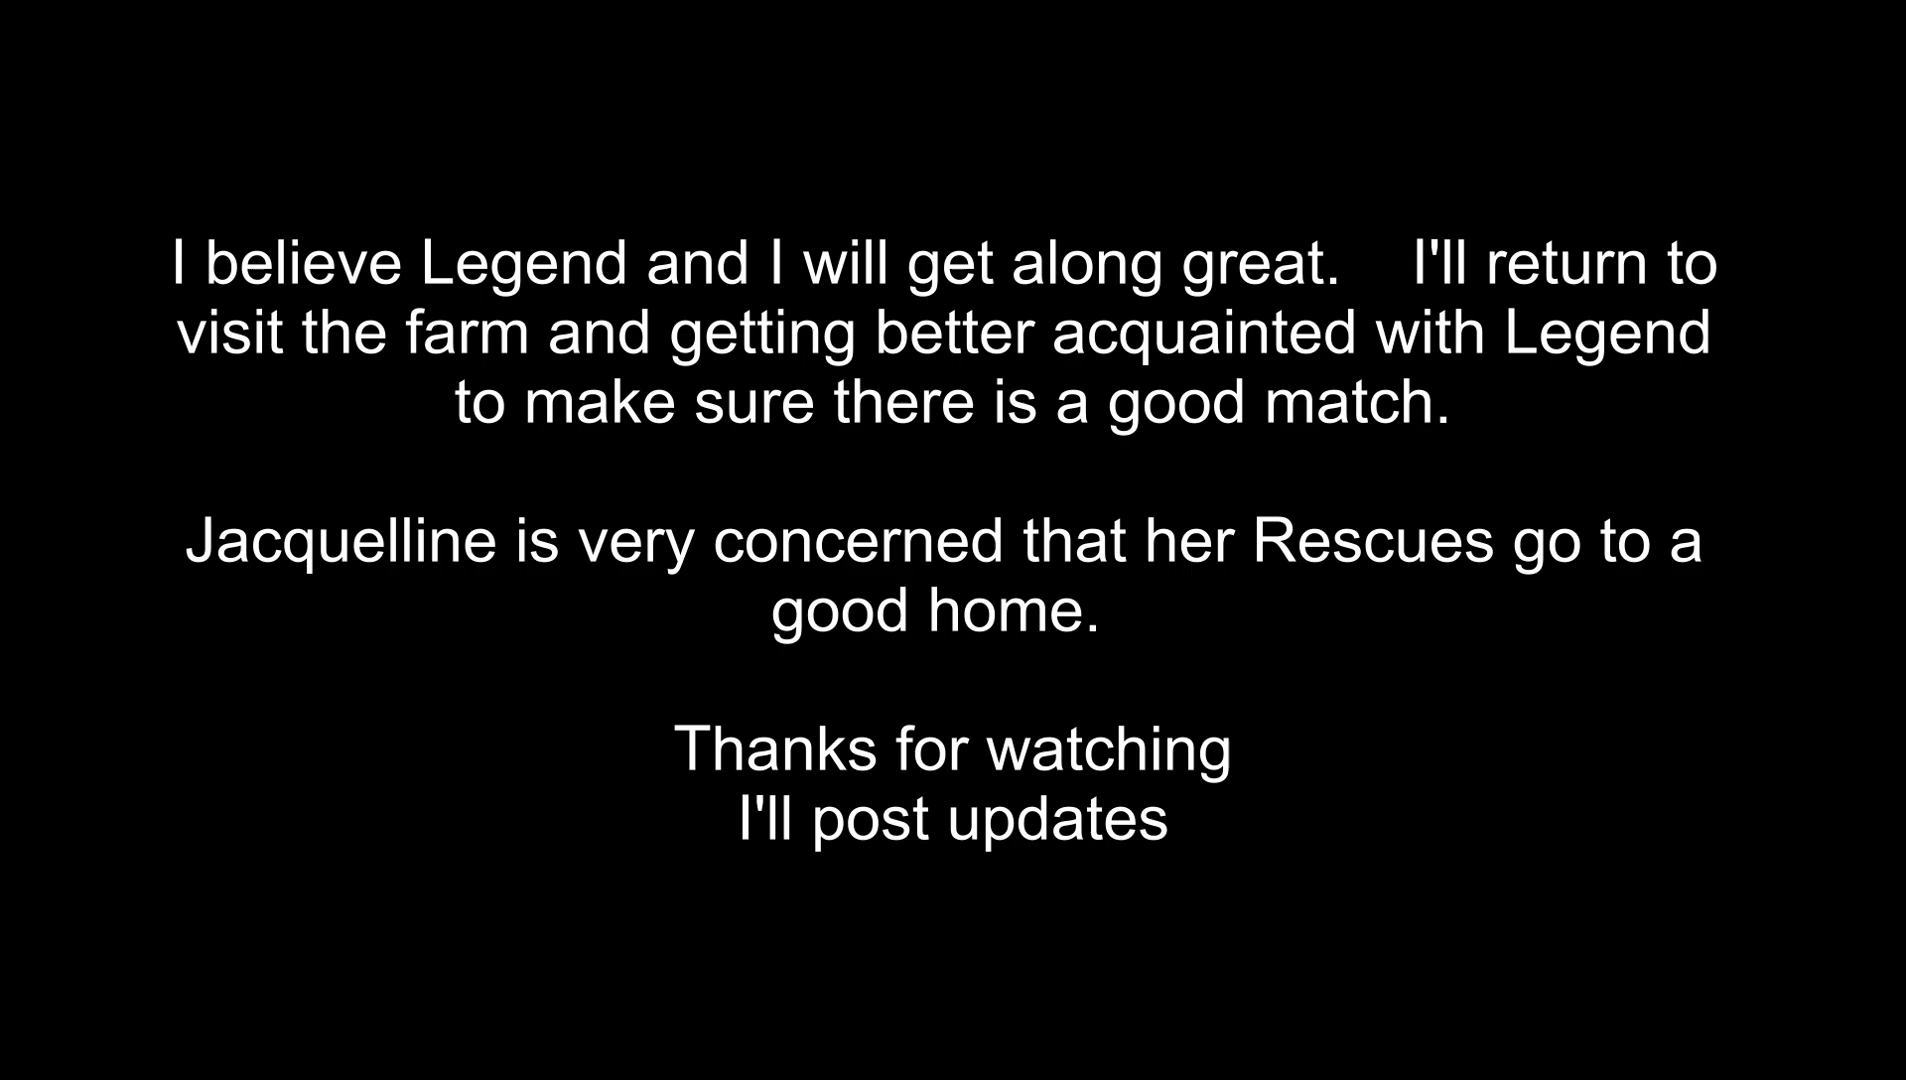 I believe Legend and I will get along great.    I'll return to
visit the farm and getting better acquainted with Legend
to make sure there is a good match.
Jacquelline is very concerned that her Rescues go to a
good home.
Thanks for watching
I'll post updates